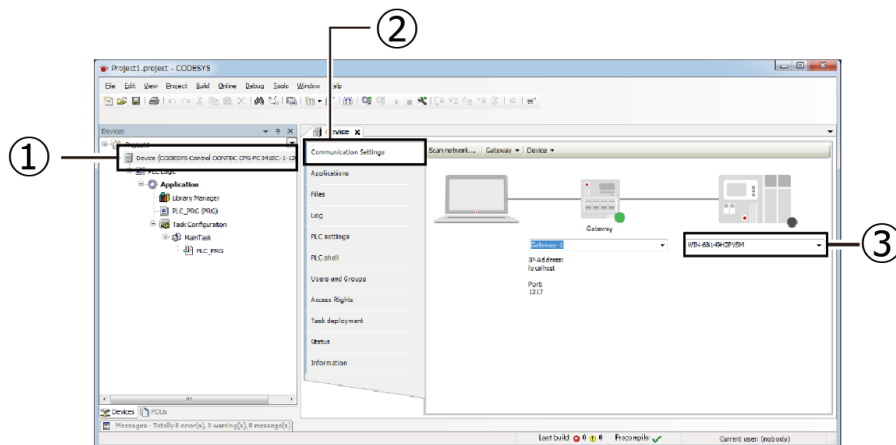 ②
Project1.project - CODESYS
File Edit View Project Build Online Debug Tools Window Help
Devices
Device
①
Device (CODESYS Control CONTEC CPS-PC341EC-1-12
Communication Settings
Scan network... Gateway Device
PLC Logic
Applications
Application
Library Manager
Files
PLC_PRG (PRG)
Log
Task Configuration
MainTask
PLC settings
PLC_PRG
PLC shell
Gateway
Gateway-1
③
IP-Address:
localhost
Port:
1217
Users and Groups
Access Rights
Task deployment
Status
Information
Devices POUs
Messages - Totally 0 error(s), 0 warning(s), 0 message(s)
Last build: 0 0 Precompile: Current user: (nobody)